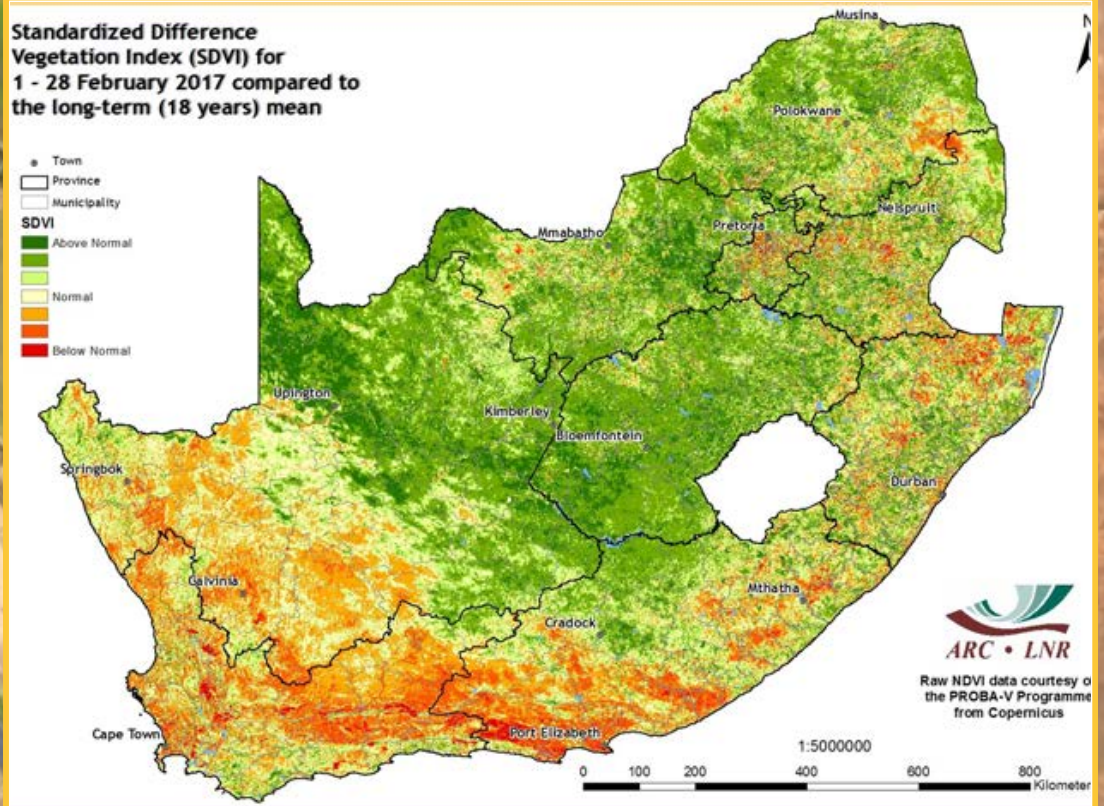 Standardized Difference
Vegetation Index (SDVI) for
1 - 28 February 2017 compared to
the long-term (18 years) mean
Town
Province
Municipality
SDVI
Above Normal
Normal
Below Normal
Musina
N
Polokwane
Nelspruit
Pretoria
Mmabatho
Upington
Kimberley
Bloemfontein
Springbok
Durban
Calvinia
Mthatha
Cradock
Cape Town
Port Elizabeth
ARC • LNR
Raw NDVI data courtesy o
the PROBA-V Programme
from Copernicus
1:5000000
0 100 200 400 600 800
Kilometer